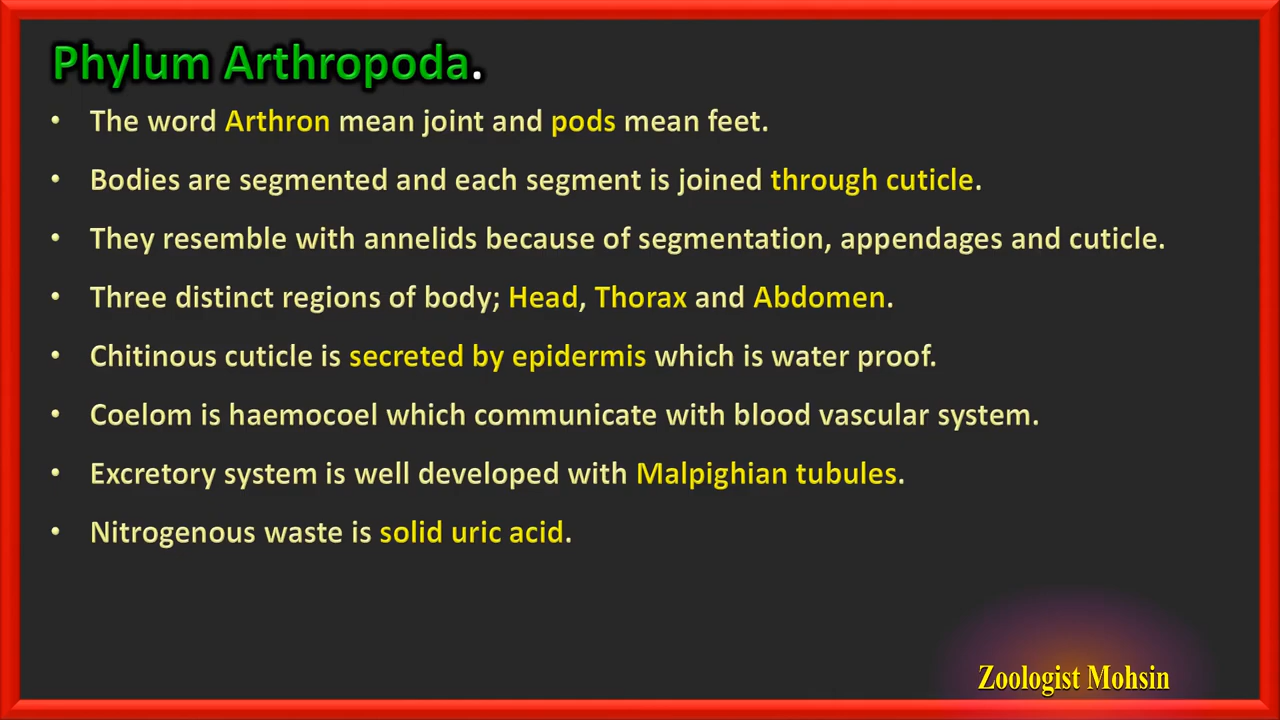 Phylum Arthropoda.
• The word Arthron mean joint and pods mean feet.
• Bodies are segmented and each segment is joined through cuticle.
• They resemble with annelids because of segmentation, appendages and cuticle.
• Three distinct regions of body; Head, Thorax and Abdomen.
• Chitinous cuticle is secreted by epidermis which is water proof.
• Coelom is haemocoel which communicate with blood vascular system.
• Excretory system is well developed with Malpighian tubules.
• Nitrogenous waste is solid uric acid.
Zoologist Mohsin